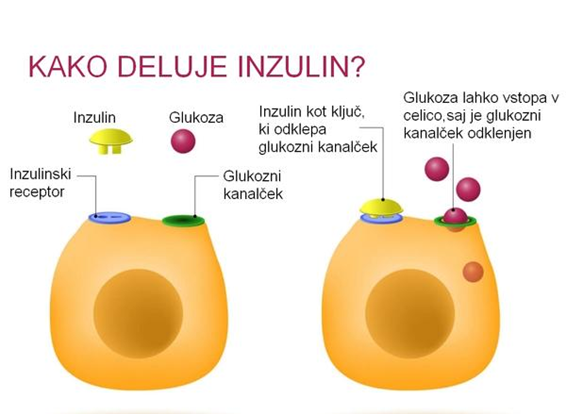 KAKO DELUJE INZULIN?
Inzulin
Glukoza
Inzulinski
receptor
Glukozni
kanalček
Inzulin kot ključ,
ki odklepa
glukozni kanalček
Glukoza lahko vstopa v
celico,saj je glukozni
kanalček odklenjen